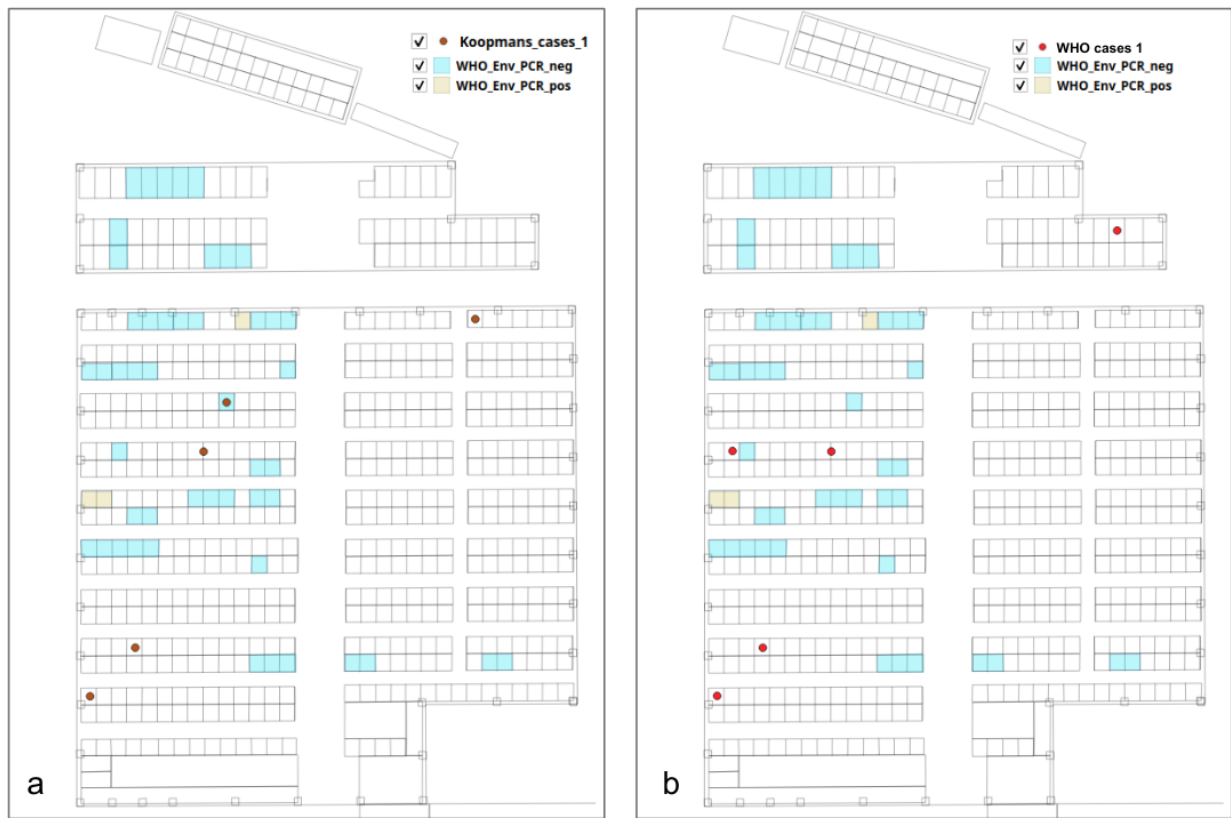 Koopmans_cases_1
WHO_Env_PCR_neg
WHO_Env_PCR_pos
a
WHO cases 1
WHO_Env_PCR_neg
WHO_Env_PCR_pos
b